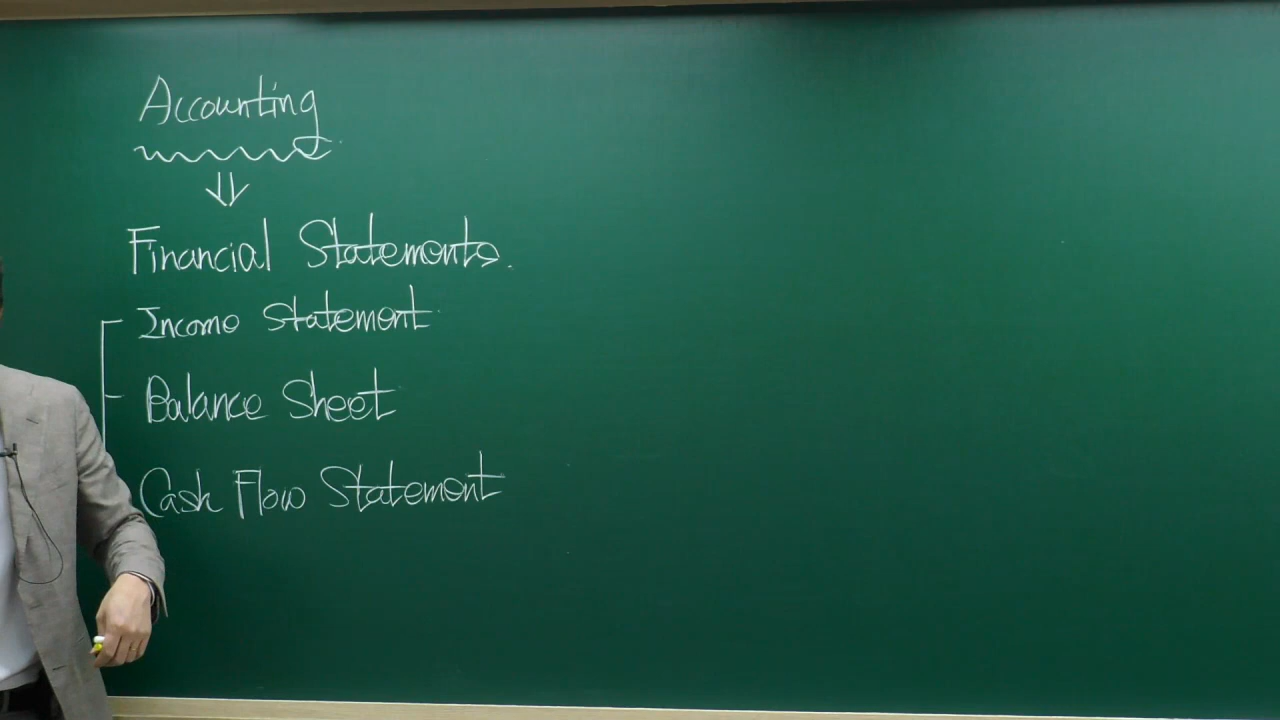 Accounting
Financial Statements.
Income Statement
Balance Sheet
Cash Flow Statement